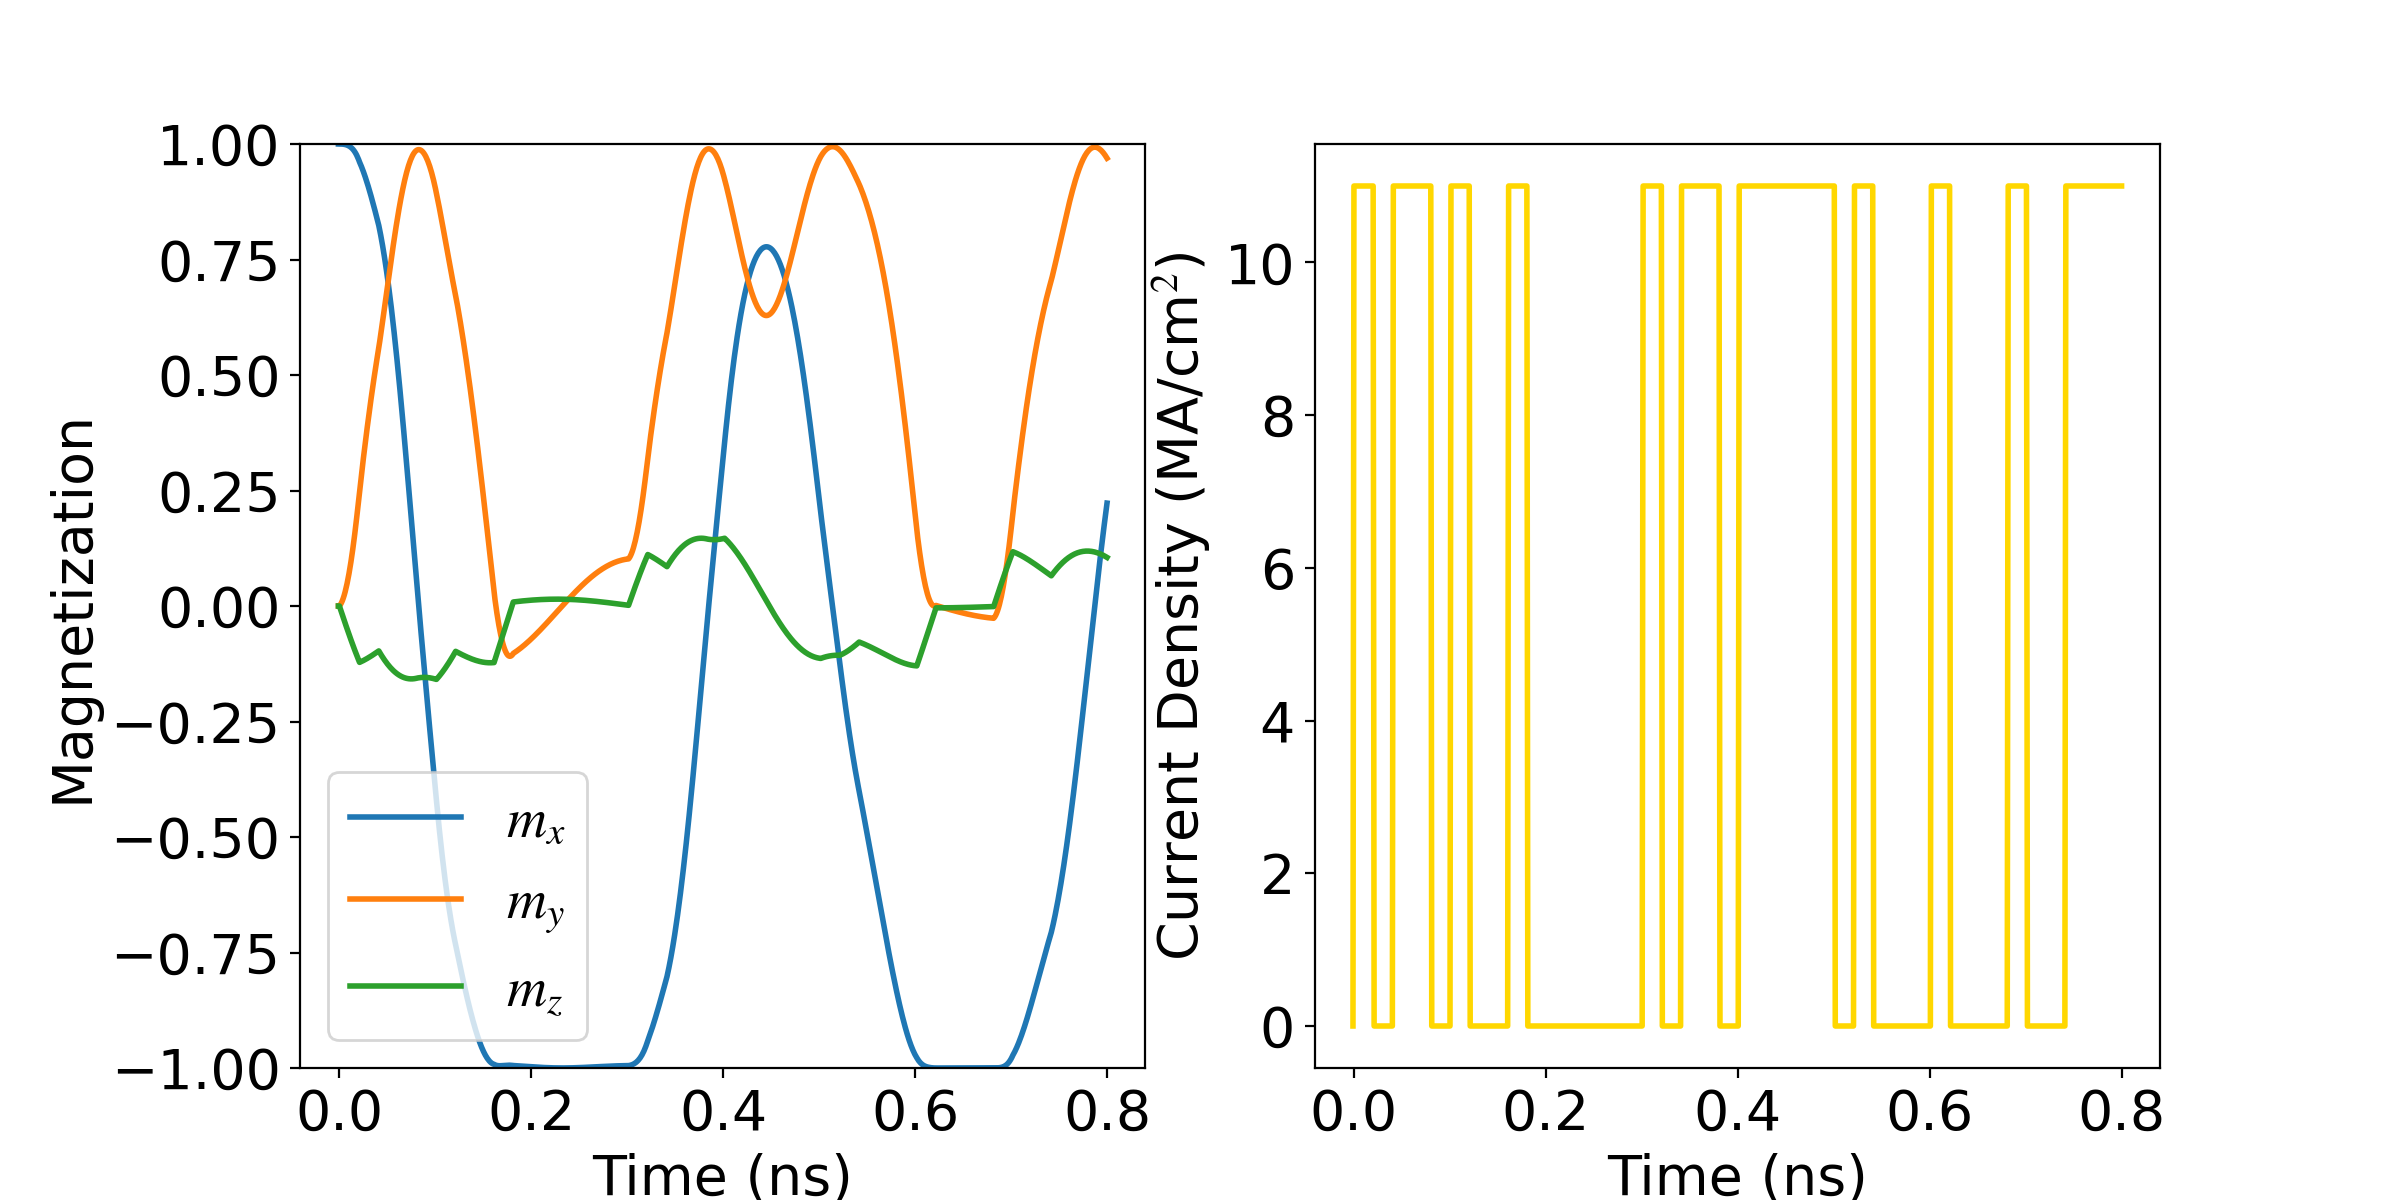 Magnetization
1.00
0.75
0.50
0.25
0.00
−0.25
−0.50
−0.75
−1.00
m_x
m_y
m_z
0.0 0.2 0.4 0.6 0.8
Time (ns)
Current Density (MA/cm²)
10
8
6
4
2
0
0.0 0.2 0.4 0.6 0.8
Time (ns)